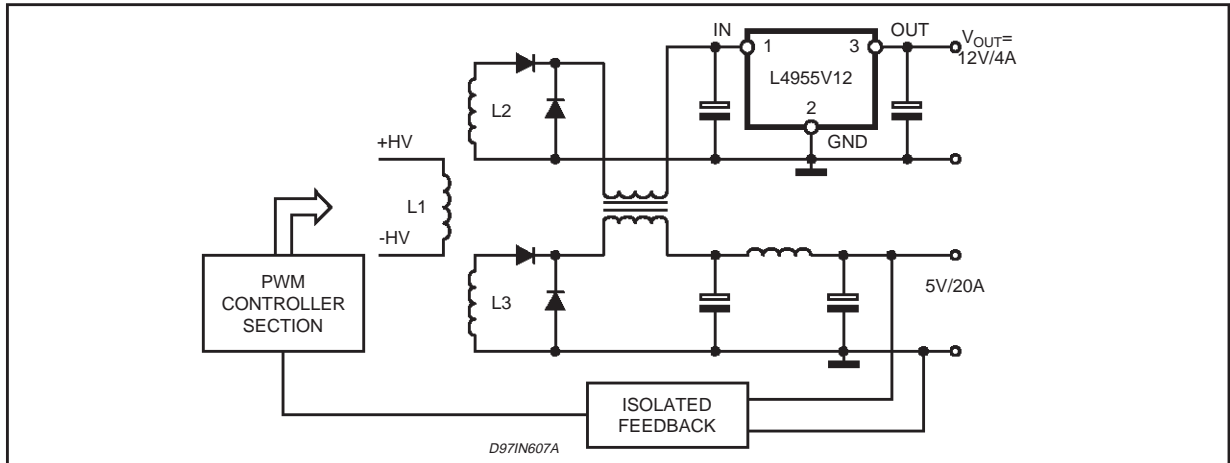 IN
OUT
1
3
VOUT=
12V/4A
L4955V12
L2
2
GND
+HV
L1
-HV
PWM
CONTROLLER
SECTION
L3
5V/20A
ISOLATED
FEEDBACK
D97IN607A